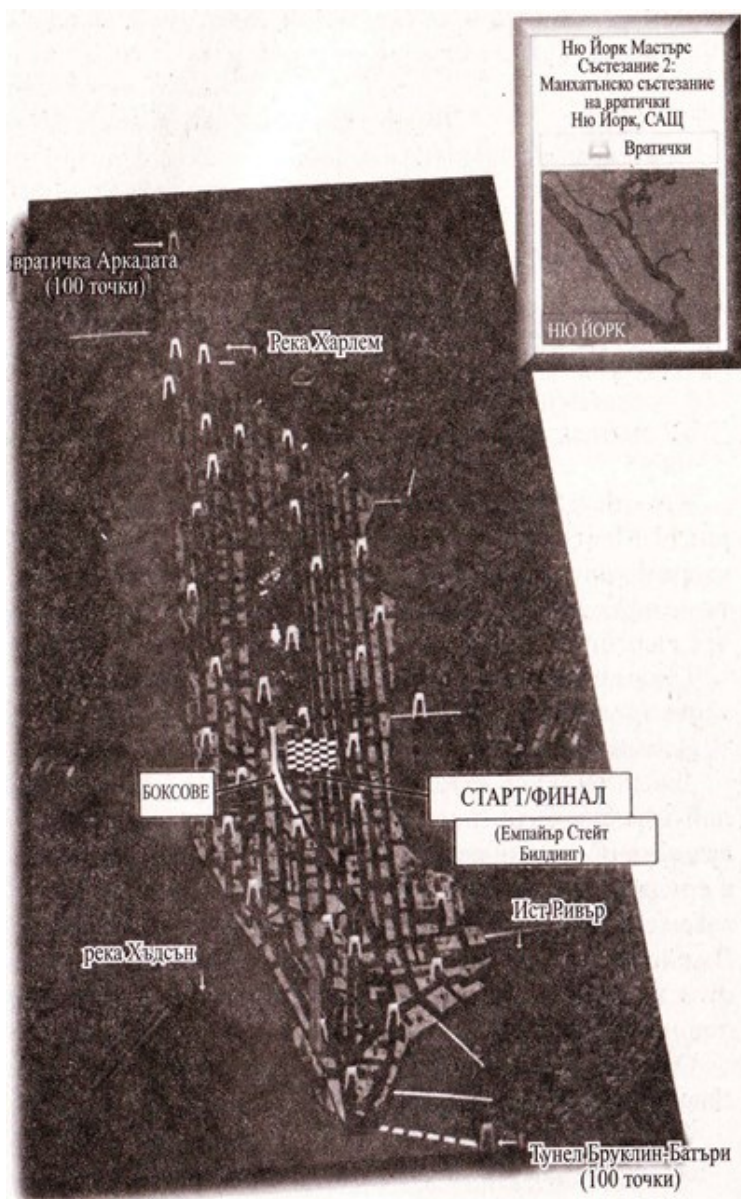 Ню Йорк Мастърс
Състезание 2:
Манхатънско състезание
на вратички
Ню Йорк, САЩ
Вратички
НЮ ЙОРК
вратичка Аркадата
(100 точки)
Река Харлем
БОКСОВЕ
СТАРТ/ФИНАЛ
(Емпайър Стейт
Билдинг)
Ист Ривър
река Хъдсън
Тунел Бруклин-Батъри
(100 точки)